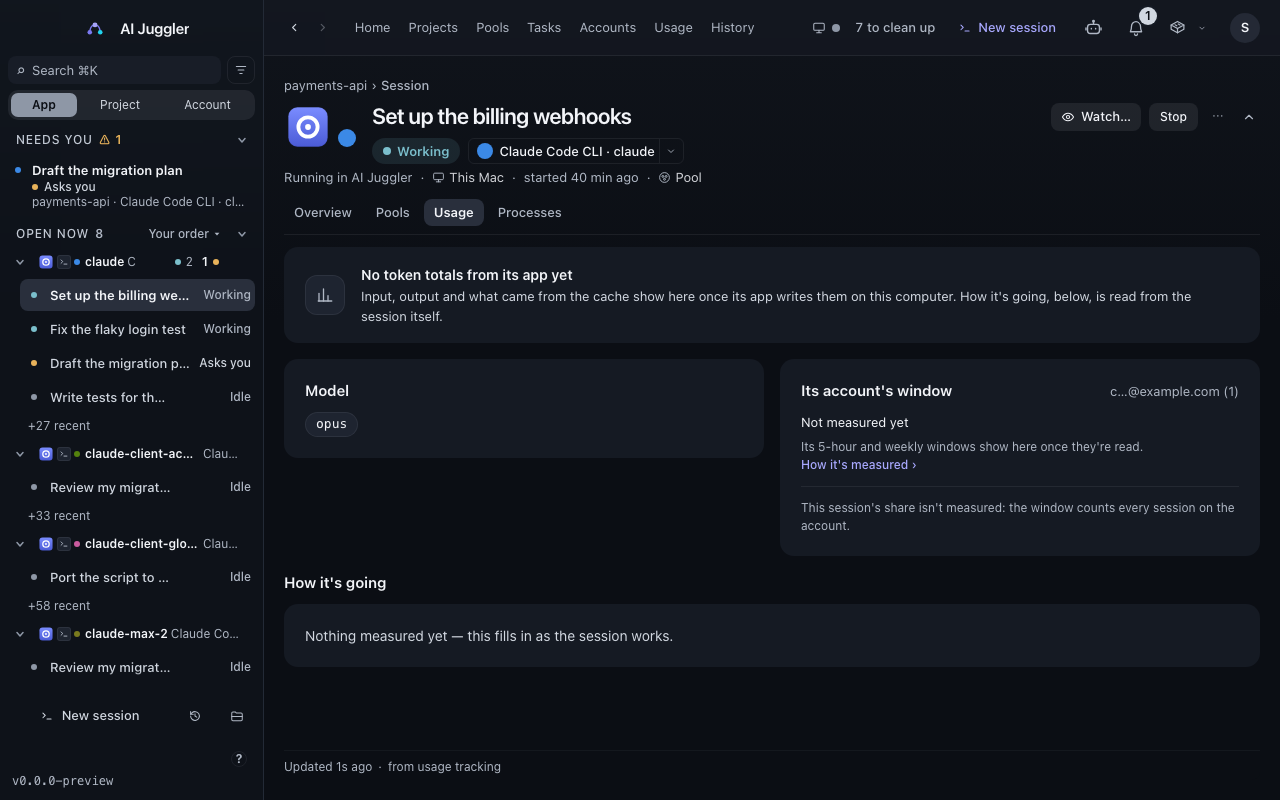 AI Juggler
Search ⌘K
App Project Account
NEEDS YOU 1
Draft the migration plan
Asks you
payments-api · Claude Code CLI · cl...
OPEN NOW 8 Your order
claude C 2 1
Set up the billing we... Working
Fix the flaky login test Working
Draft the migration p... Asks you
Write tests for th... Idle
+27 recent
claude-client-ac... Clau...
Review my migrat... Idle
+33 recent
claude-client-glo... Clau...
Port the script to ... Idle
+58 recent
claude-max-2 Claude Co...
Review my migrat... Idle
New session
?
v0.0.0-preview
Home Projects Pools Tasks Accounts Usage History
7 to clean up New session 1 S
payments-api › Session
Set up the billing webhooks
Watch... Stop ···
Working Claude Code CLI · claude
Running in AI Juggler · This Mac · started 40 min ago · Pool
Overview Pools Usage Processes
No token totals from its app yet
Input, output and what came from the cache show here once its app writes them on this computer. How it's going, below, is read from the
session itself.
Model
opus
Its account's window c...@example.com (1)
Not measured yet
Its 5-hour and weekly windows show here once they're read.
How it's measured ›
This session's share isn't measured: the window counts every session on the
account.
How it's going
Nothing measured yet — this fills in as the session works.
Updated 1s ago · from usage tracking